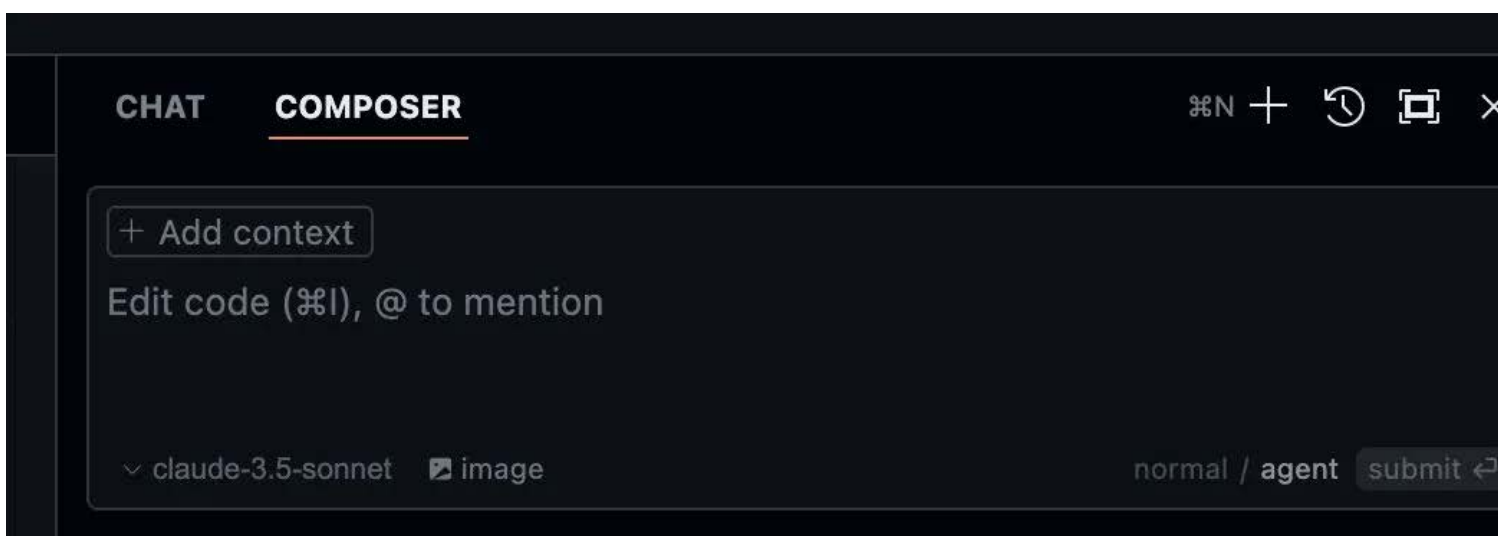 CHAT COMPOSER ⌘N
+ Add context
Edit code (⌘I), @ to mention
claude-3.5-sonnet image normal / agent submit ⏎